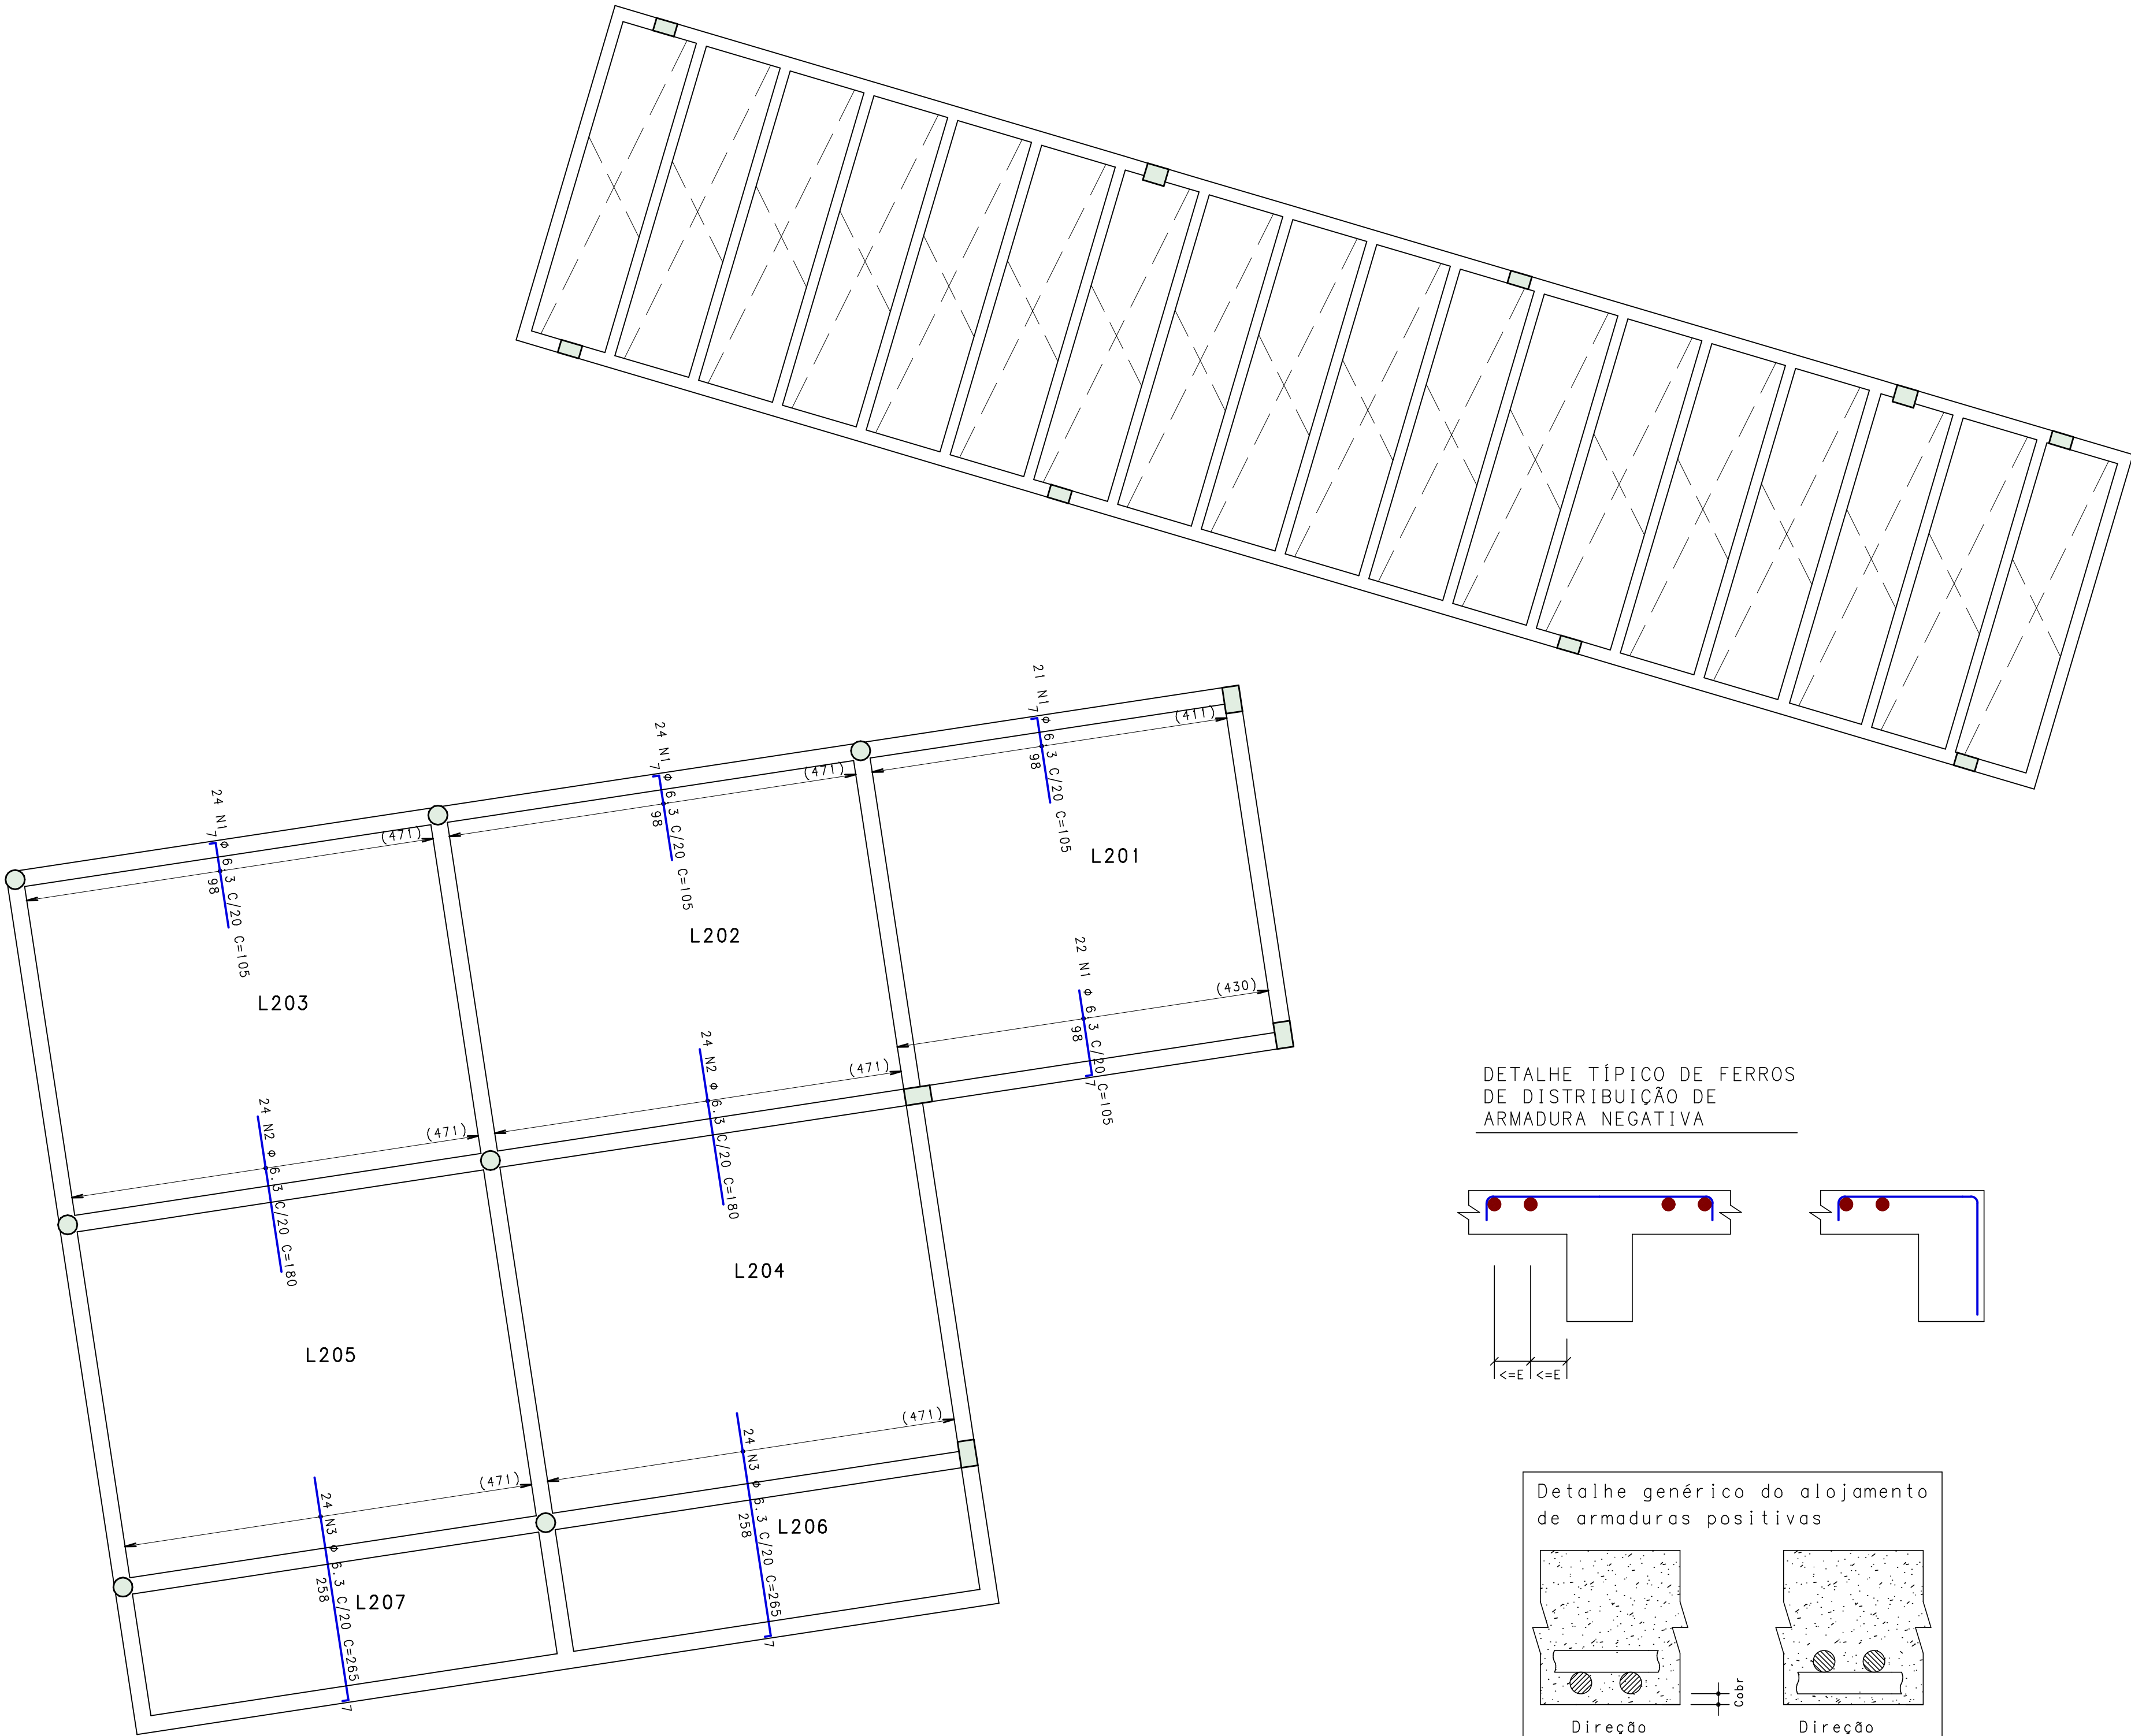 21 N1 φ 6.3 C/20 C=105
7
98
(411)
L201
24 N1 φ 6.3 C/20 C=105
7
98
(471)
L202
24 N1 φ 6.3 C/20 C=105
7
98
(471)
L203
22 N1 φ 6.3 C/20 C=105
98
7
(430)
24 N2 φ 6.3 C/20 C=180
(471)
24 N2 φ 6.3 C/20 C=180
(471)
L204
L205
24 N3 φ 6.3 C/20 C=265
258
7
(471)
L206
24 N3 φ 6.3 C/20 C=265
258
7
(471)
L207
DETALHE TÍPICO DE FERROS
DE DISTRIBUIÇÃO DE
ARMADURA NEGATIVA
<=E <=E
Detalhe genérico do alojamento
de armaduras positivas
Cobr
Direção Direção